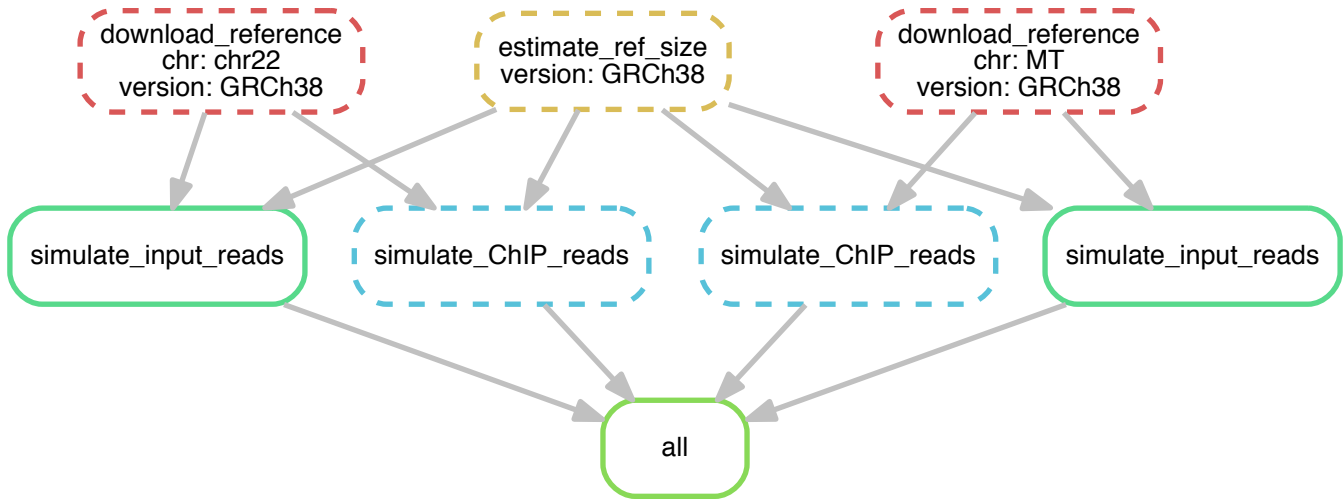 download_reference
chr: chr22
version: GRCh38
estimate_ref_size
version: GRCh38
download_reference
chr: MT
version: GRCh38
simulate_input_reads
simulate_ChIP_reads
simulate_ChIP_reads
simulate_input_reads
all